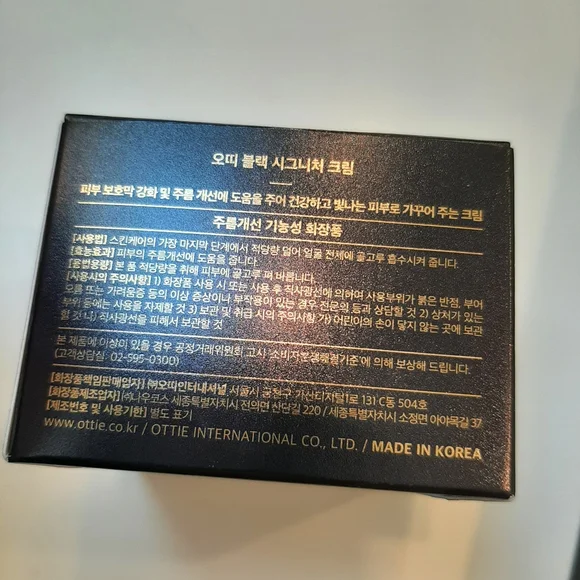 오띠 블랙 시그니처 크림
피부 보호막 강화 및 주름 개선에 도움을 주어 건강하고 빛나는 피부로 가꾸어 주는 크림
주름개선 기능성 화장품
[사용법] 스킨케어의 가장 마지막 단계에서 적당량 덜어 얼굴 전체에 골고루 흡수시켜 줍니다.
[효능효과] 피부의 주름개선에 도움을 줍니다.
[용법용량] 본 품 적당량을 취해 피부에 골고루 펴 바른다.
[사용시의 주의사항] 1) 화장품 사용 시 또는 사용 후 직사광선에 의하여 사용부위가 붉은 반점, 부어
오름 또는 가려움증 등의 이상 증상이나 부작용이 있는 경우 전문의 등과 상담할 것 2) 상처가 있는
부위 등에는 사용을 자제할 것 3) 보관 및 취급 시의 주의사항 가) 어린이의 손이 닿지 않는 곳에 보관
할 것 나) 직사광선을 피해서 보관할 것
본 제품에 이상이 있을 경우 공정거래위원회 고시 '소비자분쟁해결기준'에 의해 보상해 드립니다.
(고객상담실: 02-595-0300)
[화장품책임판매업자] ㈜오띠인터내셔널 서울시 금천구 가산디지털1로 131 C동 504호
[화장품제조업자] ㈜나우코스 세종특별자치시 전의면 산단길 220 / 세종특별자치시 소정면 아야목길 37
[제조번호 및 사용기한] 별도 표기
www.ottie.co.kr / OTTIE INTERNATIONAL CO., LTD. / MADE IN KOREA